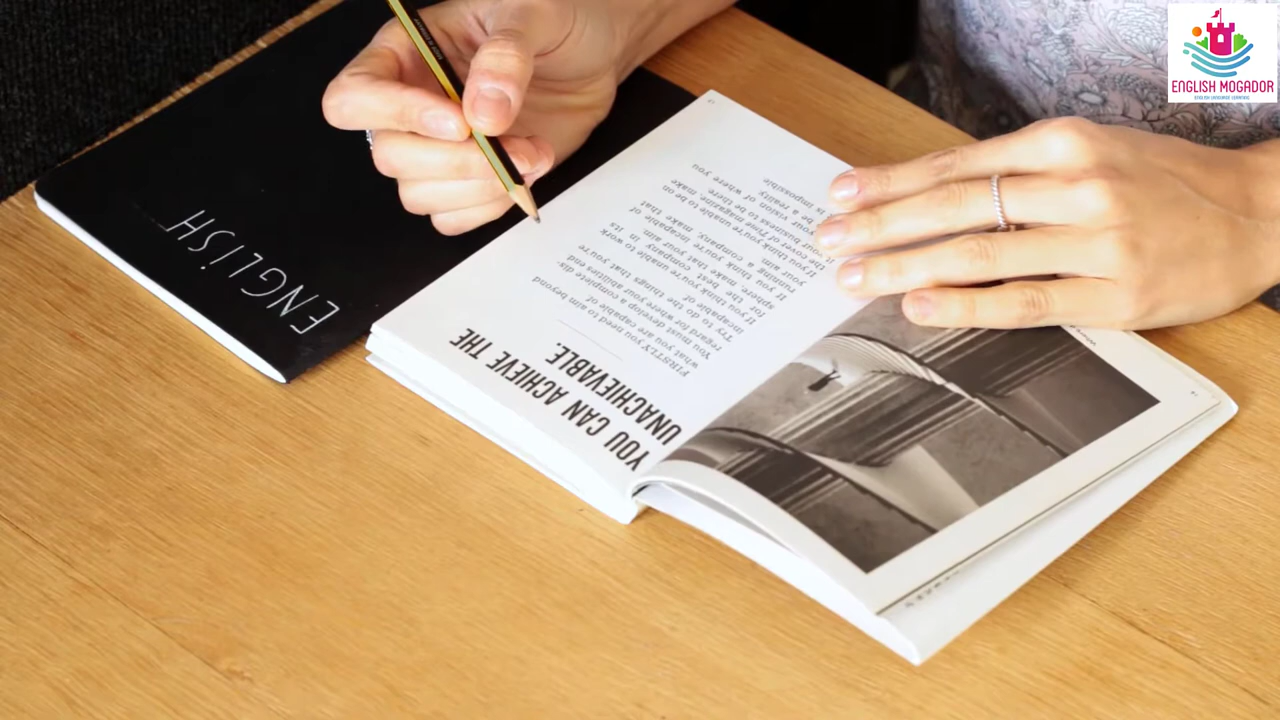 ENGLISH MOGADOR
ENGLISH LANGUAGE LEARNING
ENGLISH
YOU CAN ACHIEVE THE
UNACHIEVABLE.
FIRSTLY you need to aim beyond
what you are capable of.
You must develop a complete dis-
regard for where your abilities end.
Try to do the things that you're
incapable of.
If you think you're unable to work
for the best company in its
sphere, make that your aim.
If you think you're incapable of
running a company, make that
your aim.
If you think you're unable to be on
the cover of Time magazine, make
it your business to be there.
your vision of where you
be a reality.
is impossible.